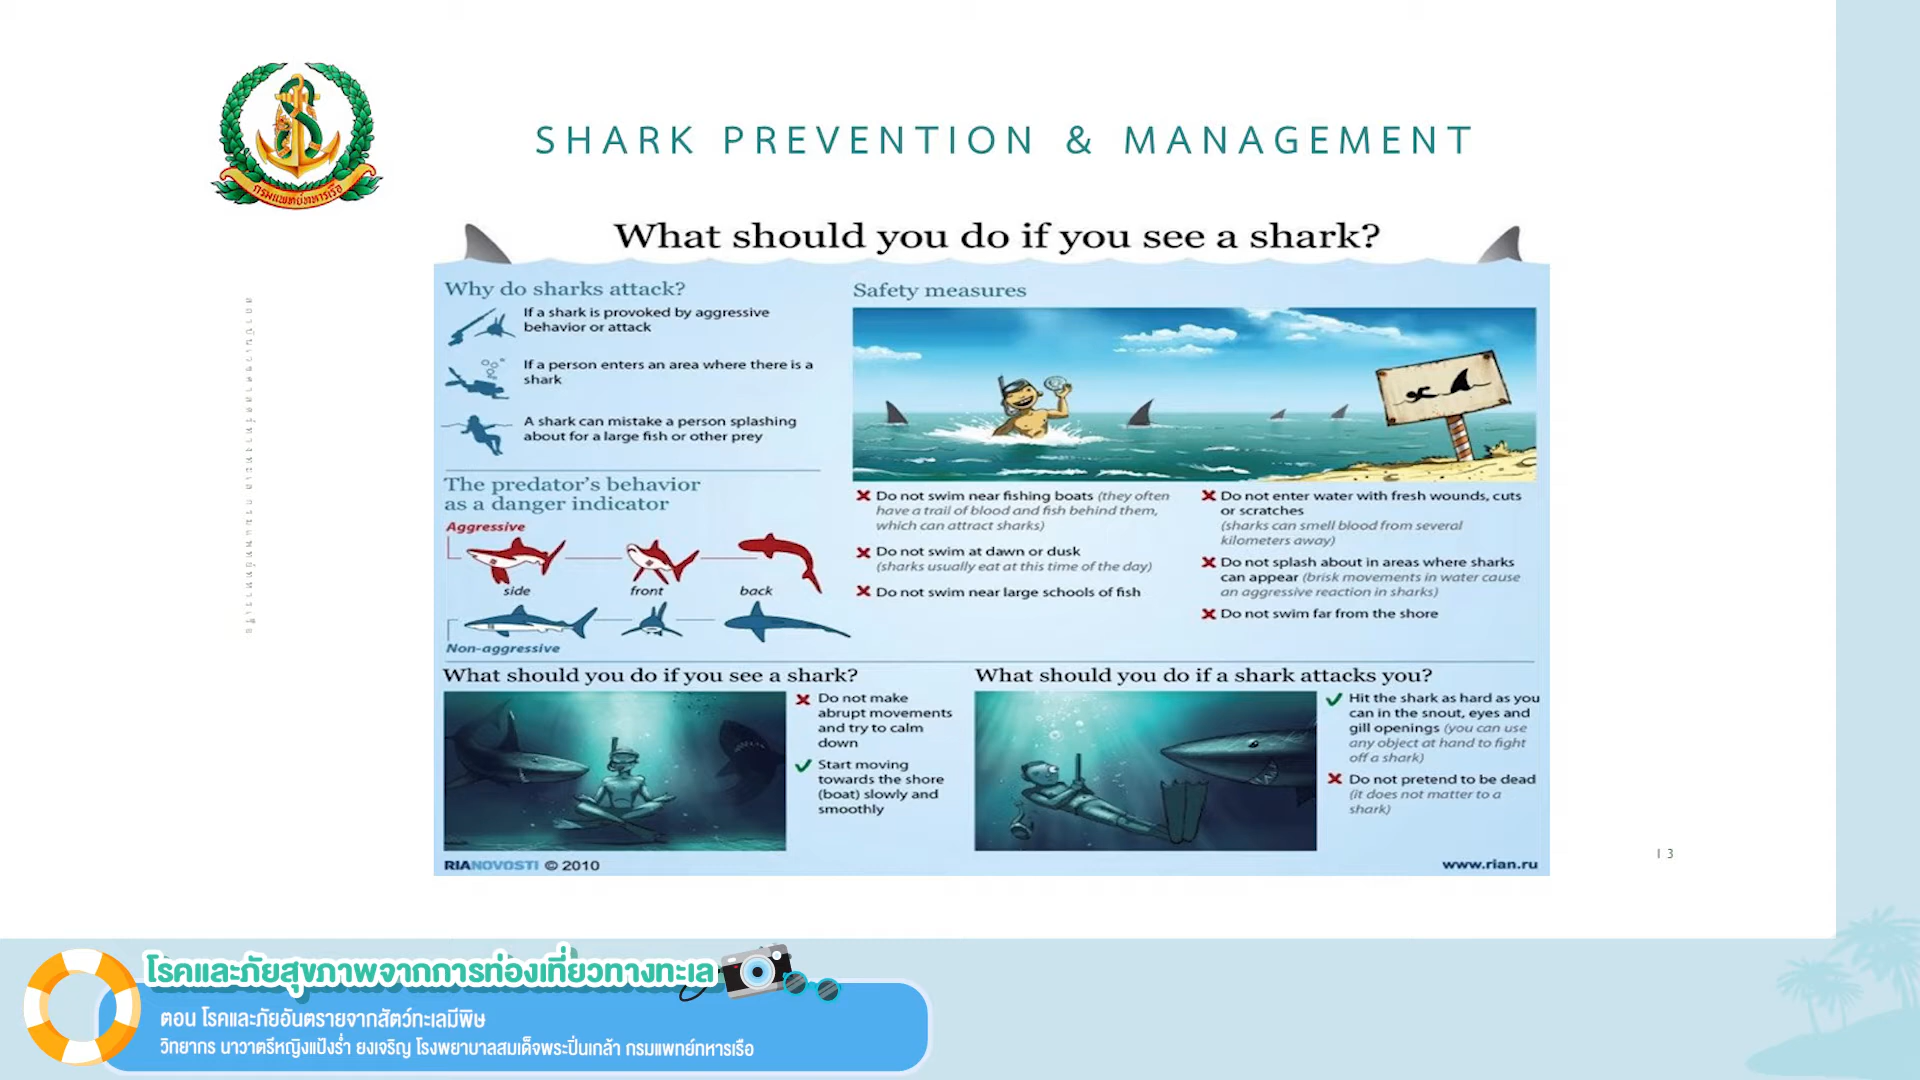 กรมแพทย์ทหารเรือ
SHARK PREVENTION & MANAGEMENT
What should you do if you see a shark?
Why do sharks attack?
If a shark is provoked by aggressive
behavior or attack
If a person enters an area where there is a
shark
A shark can mistake a person splashing
about for a large fish or other prey
The predator's behavior
as a danger indicator
Aggressive
side
front
back
Non-aggressive
Safety measures
Do not swim near fishing boats (they often
have a trail of blood and fish behind them,
which can attract sharks)
Do not swim at dawn or dusk
(sharks usually eat at this time of the day)
Do not swim near large schools of fish
Do not enter water with fresh wounds, cuts
or scratches
(sharks can smell blood from several
kilometers away)
Do not splash about in areas where sharks
can appear (brisk movements in water cause
an aggressive reaction in sharks)
Do not swim far from the shore
What should you do if you see a shark?
Do not make
abrupt movements
and try to calm
down
Start moving
towards the shore
(boat) slowly and
smoothly
What should you do if a shark attacks you?
Hit the shark as hard as you
can in the snout, eyes and
gill openings (you can use
any object at hand to fight
off a shark)
Do not pretend to be dead
(it does not matter to a
shark)
RIANOVOSTI © 2010
www.rian.ru
13
โรคและภัยสุขภาพจากการท่องเที่ยวทางทะเล
ตอน โรคและภัยอันตรายจากสัตว์ทะเลมีพิษ
วิทยากร นาวาตรีหญิงแป้งร่ำ ยงเจริญ โรงพยาบาลสมเด็จพระปิ่นเกล้า กรมแพทย์ทหารเรือ